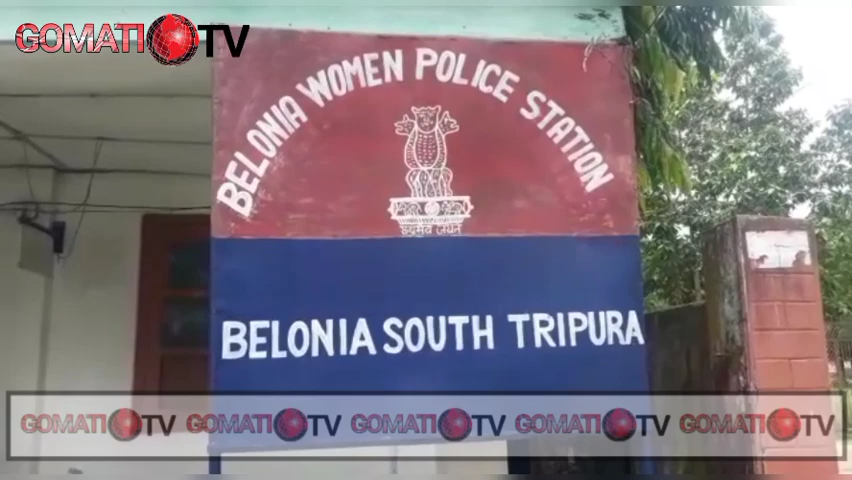 GOMATI TV
BELONIA WOMEN POLICE STATION
सत्यमेव जयते
BELONIA SOUTH TRIPURA
GOMATI TV GOMATI TV GOMATI TV GOMATI TV GOMATI TV